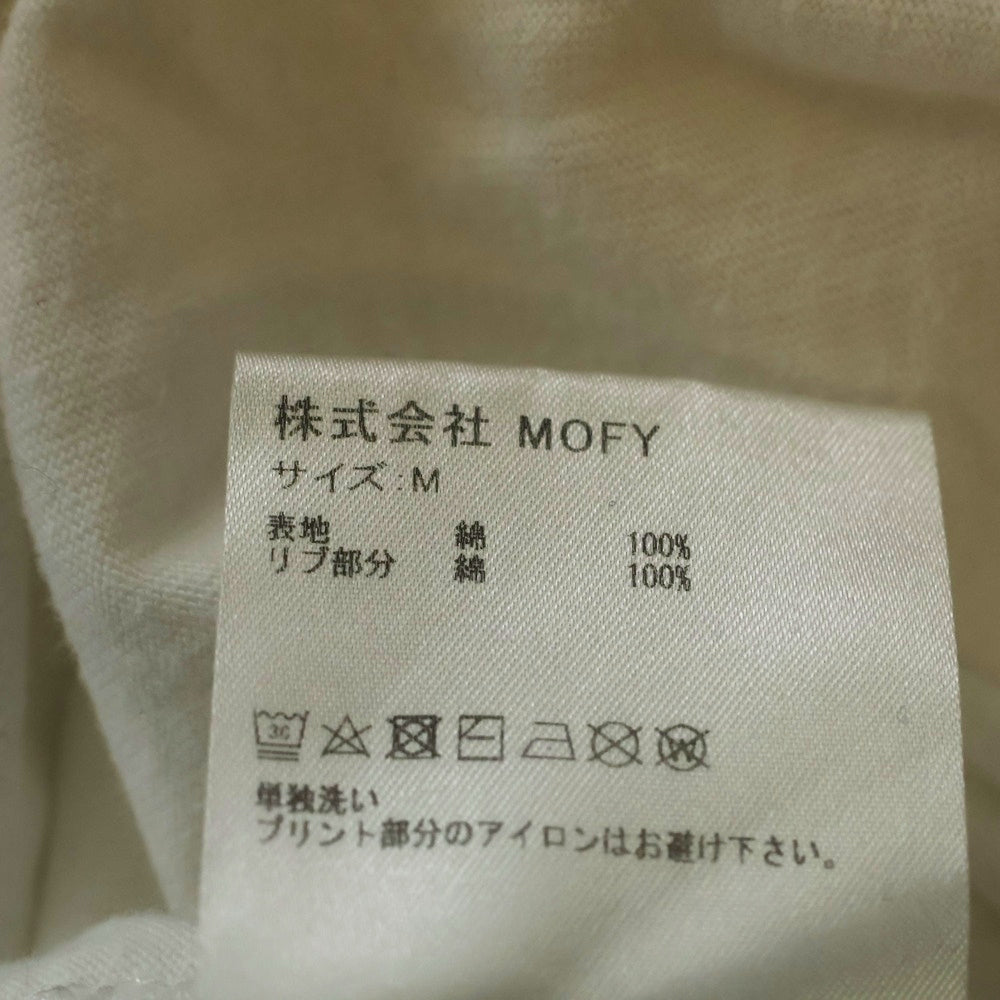 株式会社 MOFY
サイズ:M
表地 綿 100%
リブ部分 綿 100%
30
W
単独洗い
プリント部分のアイロンはお避け下さい。